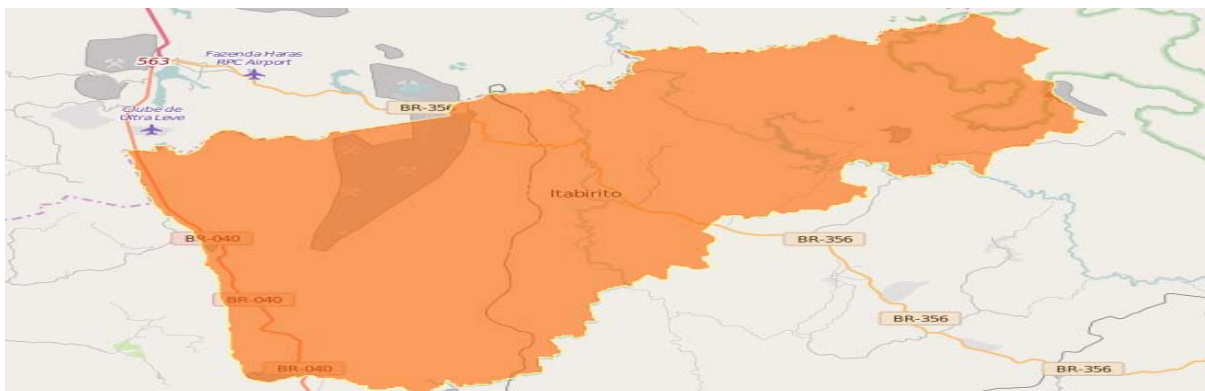 Fazenda Haras
RPC Airport
563
Clube de
Ultra Leve
BR-356
Itabirito
BR-040
BR-356
BR-040
BR-356
BR-040
BR-356